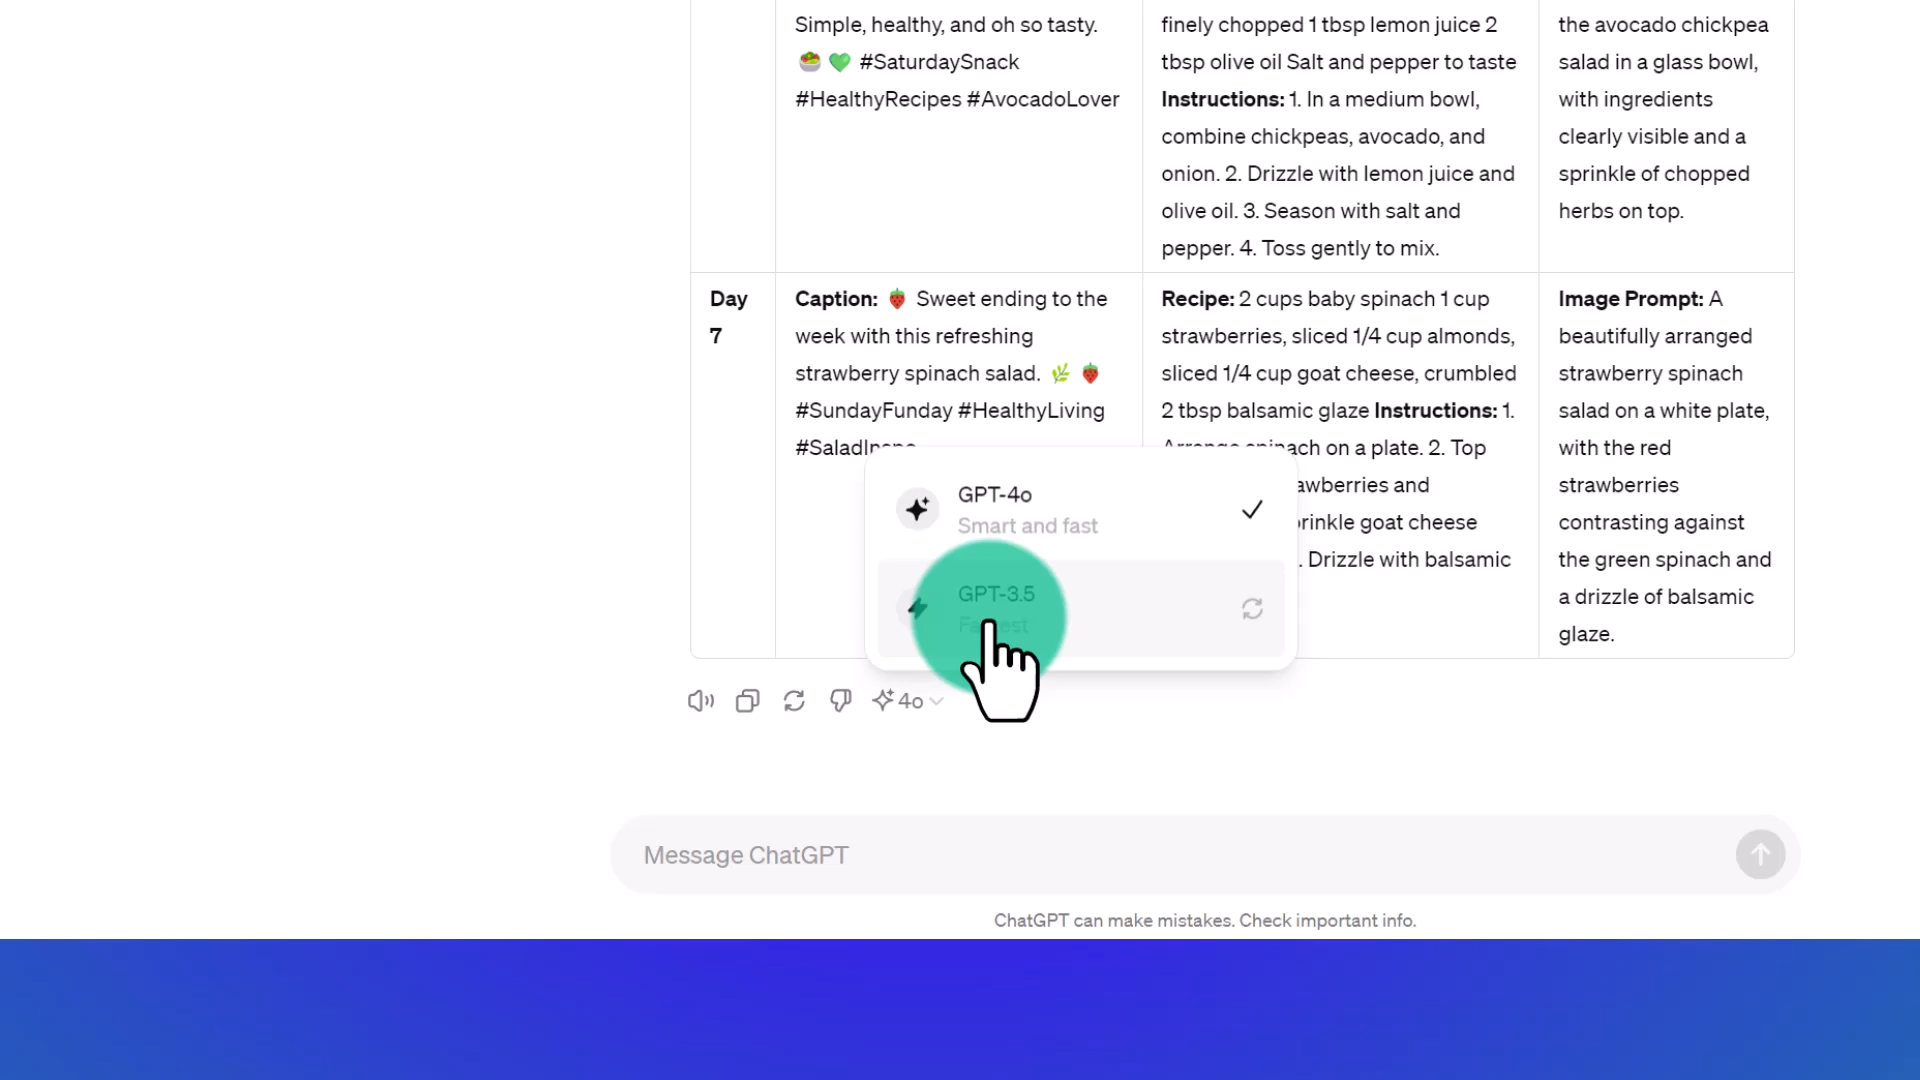 Simple, healthy, and oh so tasty.
🥗 💚 #SaturdaySnack
#HealthyRecipes #AvocadoLover
finely chopped 1 tbsp lemon juice 2
tbsp olive oil Salt and pepper to taste
Instructions: 1. In a medium bowl,
combine chickpeas, avocado, and
onion. 2. Drizzle with lemon juice and
olive oil. 3. Season with salt and
pepper. 4. Toss gently to mix.
the avocado chickpea
salad in a glass bowl,
with ingredients
clearly visible and a
sprinkle of chopped
herbs on top.
Day
7
Caption: 🍓 Sweet ending to the
week with this refreshing
strawberry spinach salad. 🌿 🍓
#SundayFunday #HealthyLiving
Recipe: 2 cups baby spinach 1 cup
strawberries, sliced 1/4 cup almonds,
sliced 1/4 cup goat cheese, crumbled
2 tbsp balsamic glaze Instructions: 1.
Arrange spinach on a plate. 2. Top
and
goat cheese
. Drizzle with balsamic
Image Prompt: A
beautifully arranged
strawberry spinach
salad on a white plate,
with the red
strawberries
contrasting against
the green spinach and
a drizzle of balsamic
glaze.
GPT-4o
Smart and fast
GPT-3.5
Fastest
4o
Message ChatGPT
ChatGPT can make mistakes. Check important info.